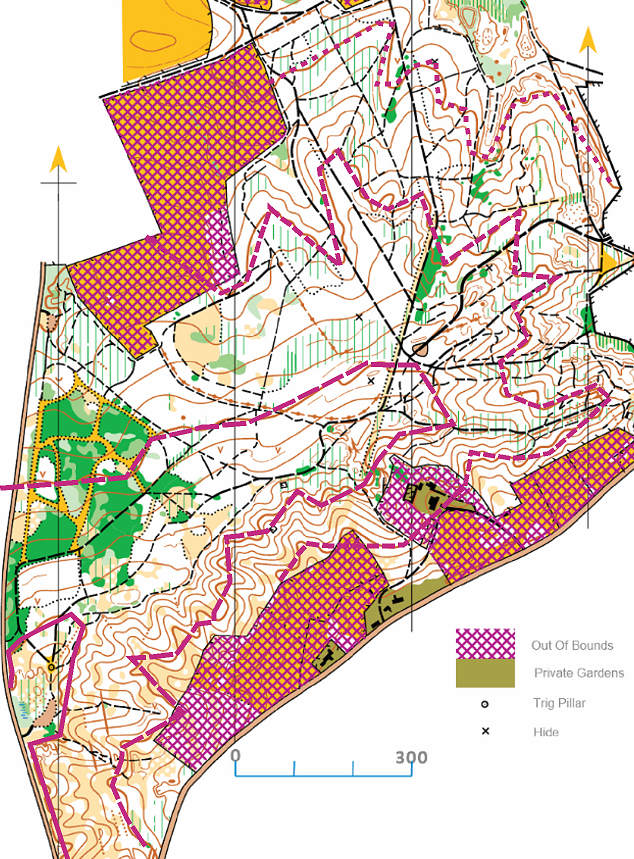 Out Of Bounds
Private Gardens
Trig Pillar
Hide
0 300